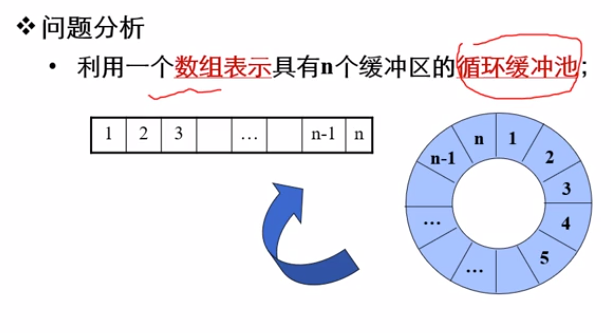 ❖问题分析
• 利用一个数组表示具有n个缓冲区的循环缓冲池;
1 2 3 … n-1 n
n 1
n-1 2
3
… 4
5
…